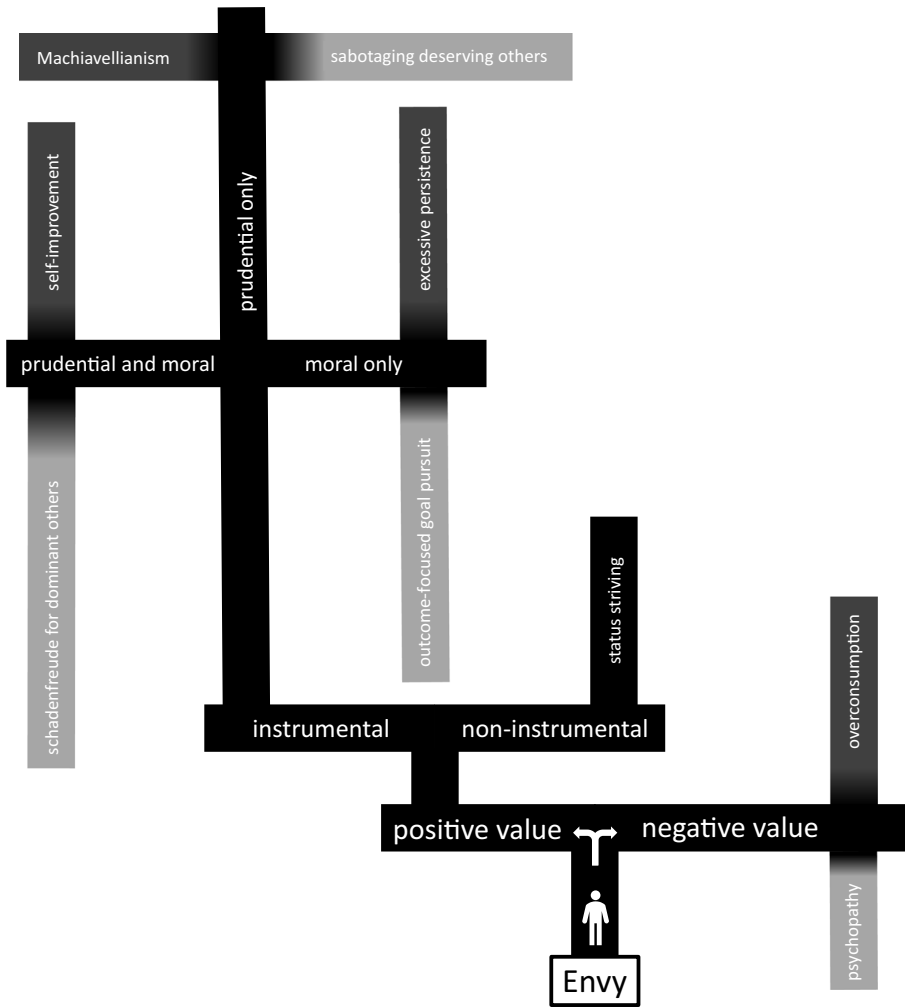 Machiavellianism
sabotaging deserving others
self-improvement
prudential only
excessive persistence
prudential and moral
moral only
schadenfreude for dominant others
outcome-focused goal pursuit
status striving
overconsumption
instrumental
non-instrumental
positive value
negative value
psychopathy
Envy